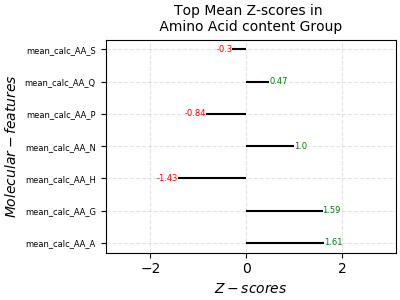 Top Mean Z-scores in
Amino Acid content Group
Molecular − features
mean_calc_AA_S
-0.3
mean_calc_AA_Q
0.47
mean_calc_AA_P
-0.84
mean_calc_AA_N
1.0
mean_calc_AA_H
-1.43
mean_calc_AA_G
1.59
mean_calc_AA_A
1.61
−2 0 2
Z − scores